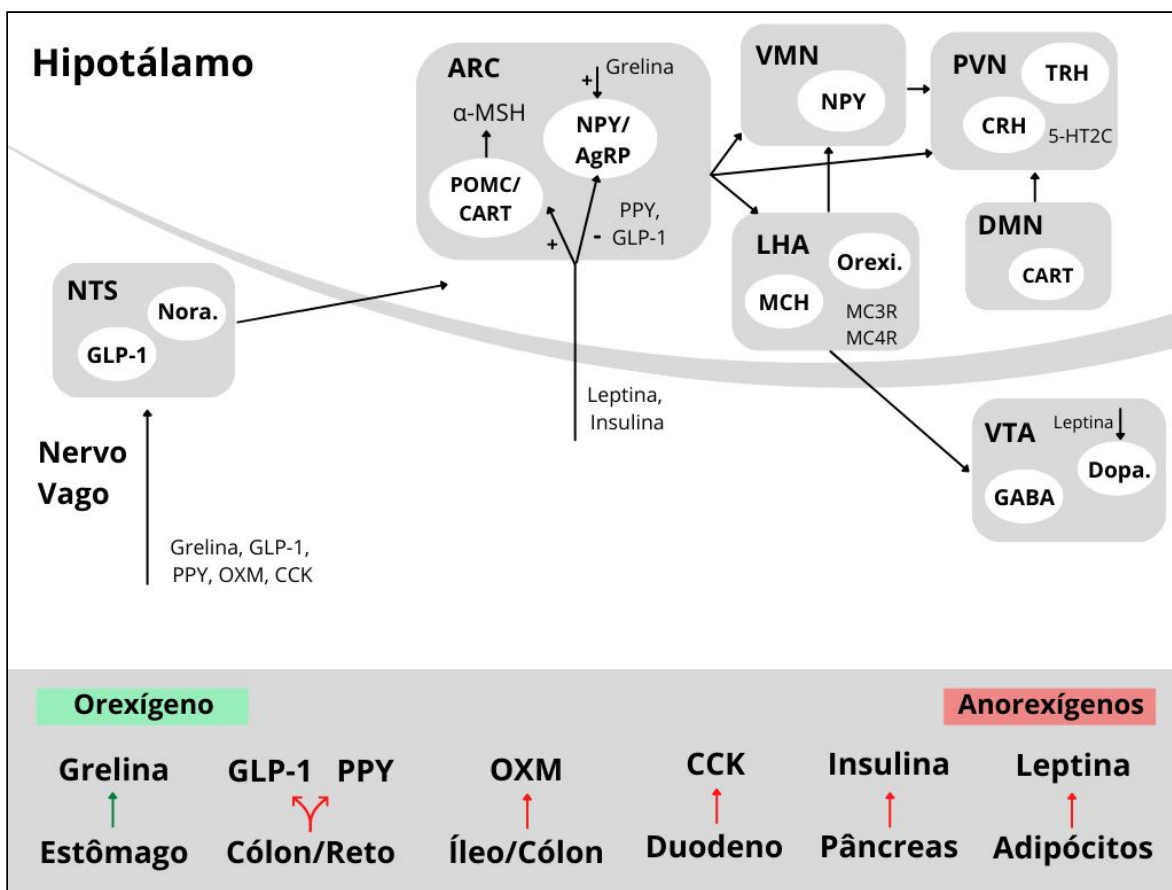 Hipotálamo
ARC
+
Grelina
α-MSH
NPY/
AgRP
POMC/
CART
+
-
PPY,
GLP-1
VMN
NPY
PVN
TRH
CRH
5-HT2C
LHA
Orexi.
MCH
MC3R
MC4R
DMN
CART
NTS
Nora.
GLP-1
Leptina,
Insulina
VTA
Leptina
Dopa.
GABA
Nervo
Vago
Grelina, GLP-1,
PPY, OXM, CCK
Orexígeno
Anorexígenos
Grelina
GLP-1
PPY
OXM
CCK
Insulina
Leptina
Estômago
Cólon/Reto
Íleo/Cólon
Duodeno
Pâncreas
Adipócitos